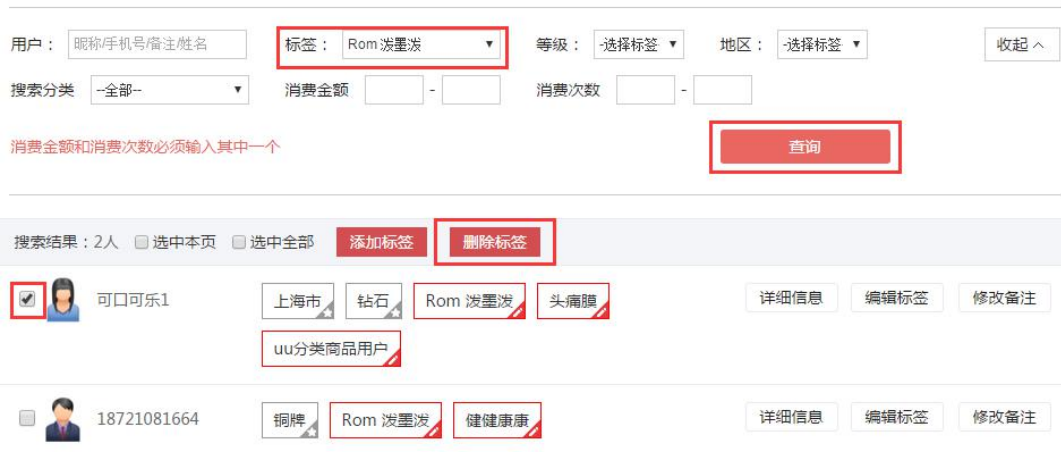 用户： 昵称/手机号/备注/姓名 标签： Rom 泼墨泼 等级： -选择标签 地区： -选择标签 收起
搜索分类 --全部-- 消费金额 - 消费次数 -
消费金额和消费次数必须输入其中一个 查询
搜索结果：2人 选中本页 选中全部 添加标签 删除标签
可口可乐1 上海市 钻石 Rom 泼墨泼 头痛膜 详细信息 编辑标签 修改备注
uu分类商品用户
18721081664 铜牌 Rom 泼墨泼 健健康康 详细信息 编辑标签 修改备注